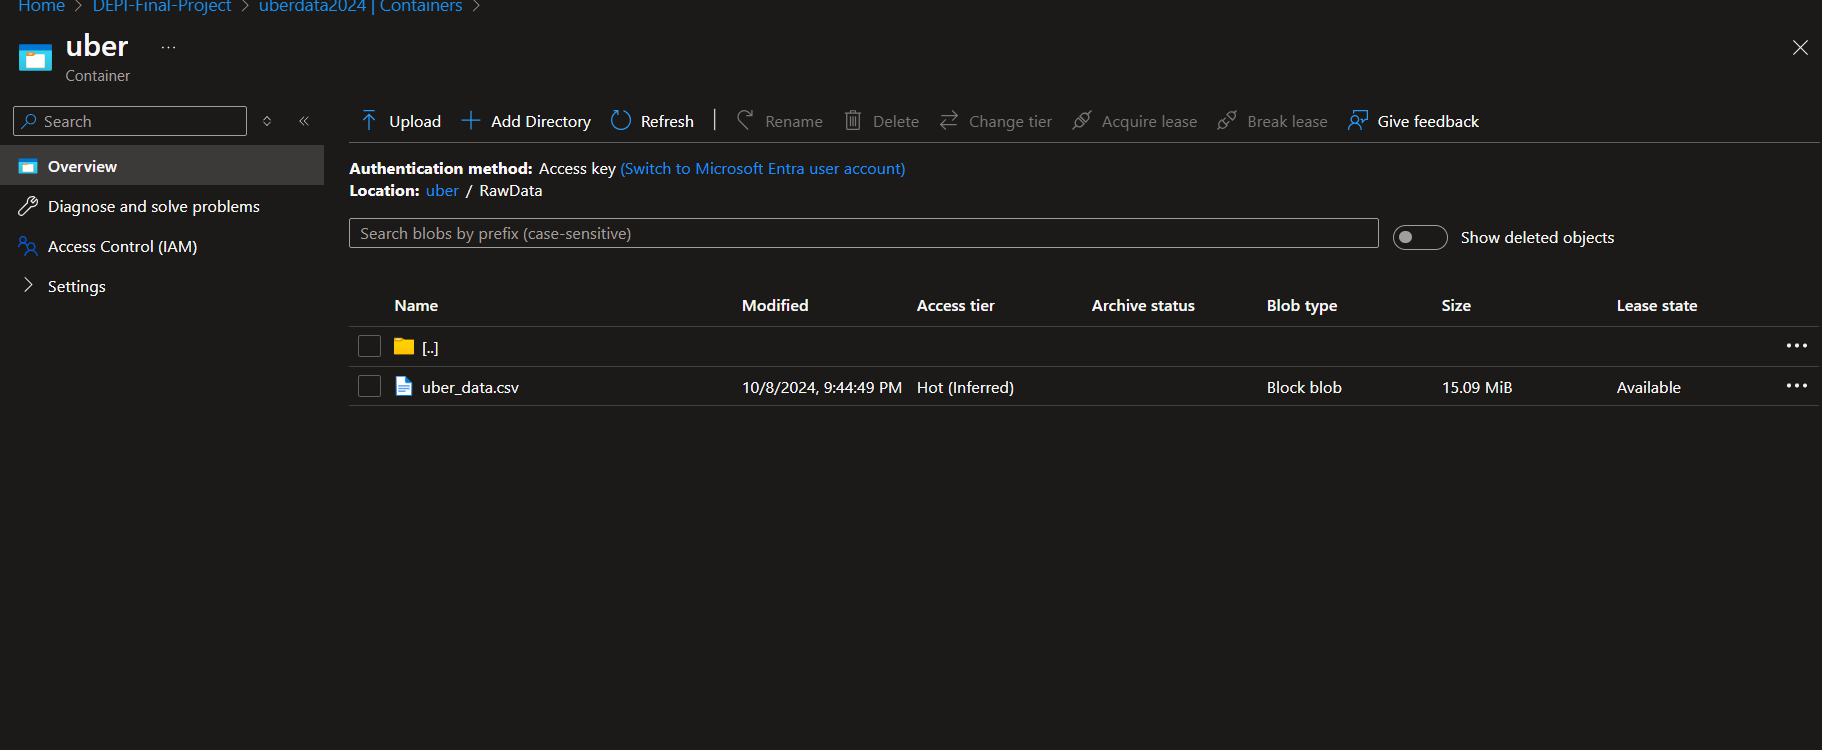 Home > DEPI-Final-Project > uberdata2024 | Containers >
uber ...
Container
Search
Overview
Diagnose and solve problems
Access Control (IAM)
Settings
Upload Add Directory Refresh | Rename Delete Change tier Acquire lease Break lease Give feedback
Authentication method: Access key (Switch to Microsoft Entra user account)
Location: uber / RawData
Search blobs by prefix (case-sensitive)
Show deleted objects
Name Modified Access tier Archive status Blob type Size Lease state
[..]
uber_data.csv 10/8/2024, 9:44:49 PM Hot (Inferred) Block blob 15.09 MiB Available